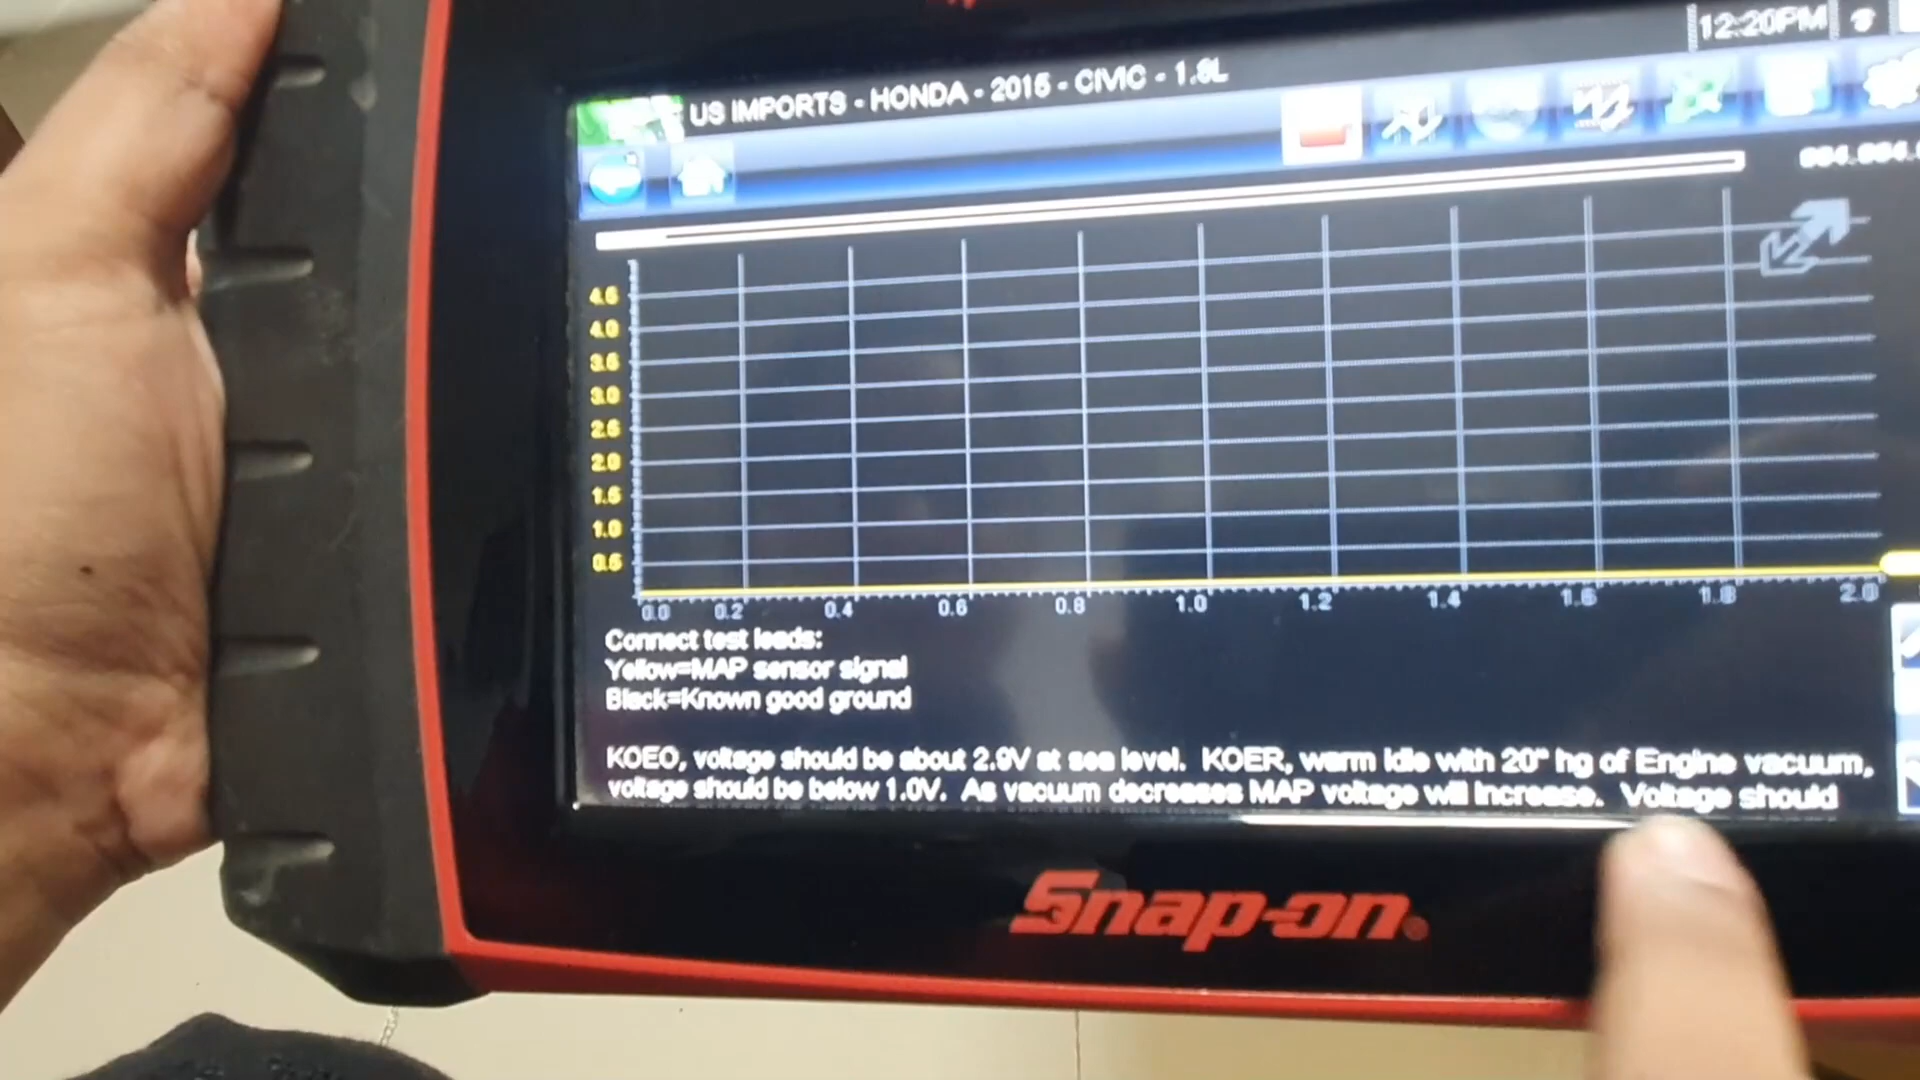 12:20PM
US IMPORTS - HONDA - 2015 - CIVIC - 1.8L
4.5
4.0
3.5
3.0
2.5
2.0
1.5
1.0
0.5
0.0 0.2 0.4 0.6 0.8 1.0 1.2 1.4 1.6 1.8 2.0
Connect test leads:
Yellow=MAP sensor signal
Black=Known good ground
KOEO, voltage should be about 2.9V at sea level. KOER, warm idle with 20" hg of Engine vacuum,
voltage should be below 1.0V. As vacuum decreases MAP voltage will increase. Voltage should
Snap-on